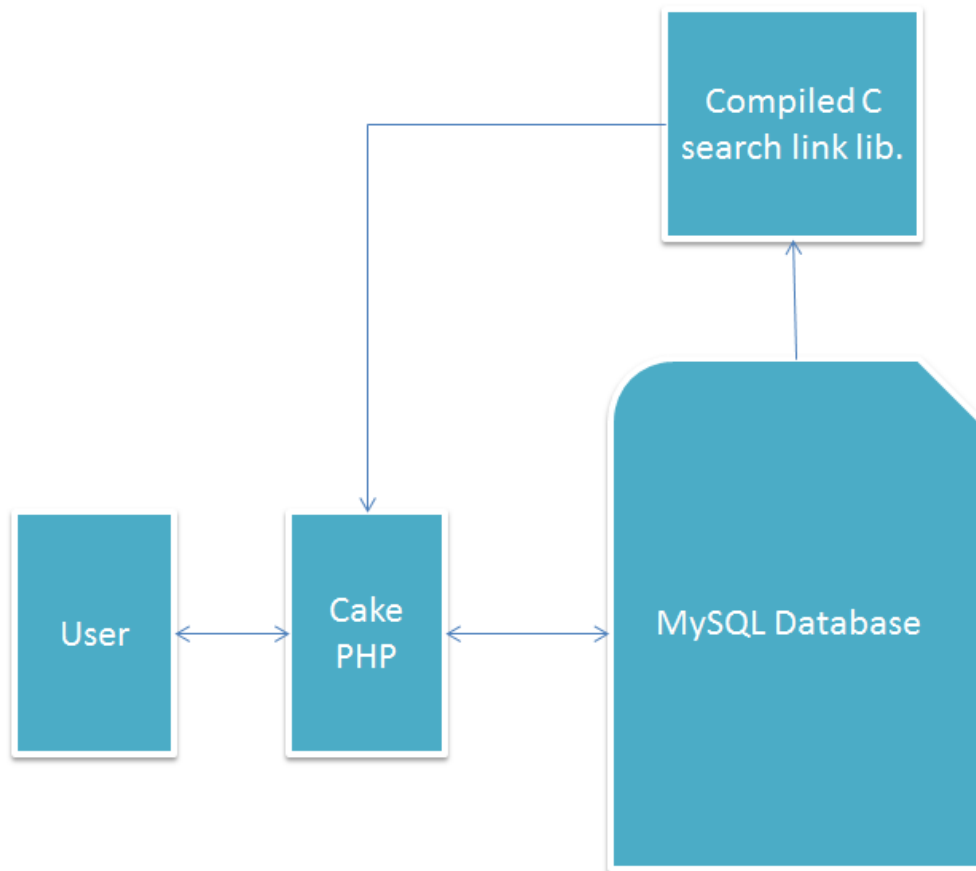 Compiled C
search link lib.
User
Cake
PHP
MySQL Database